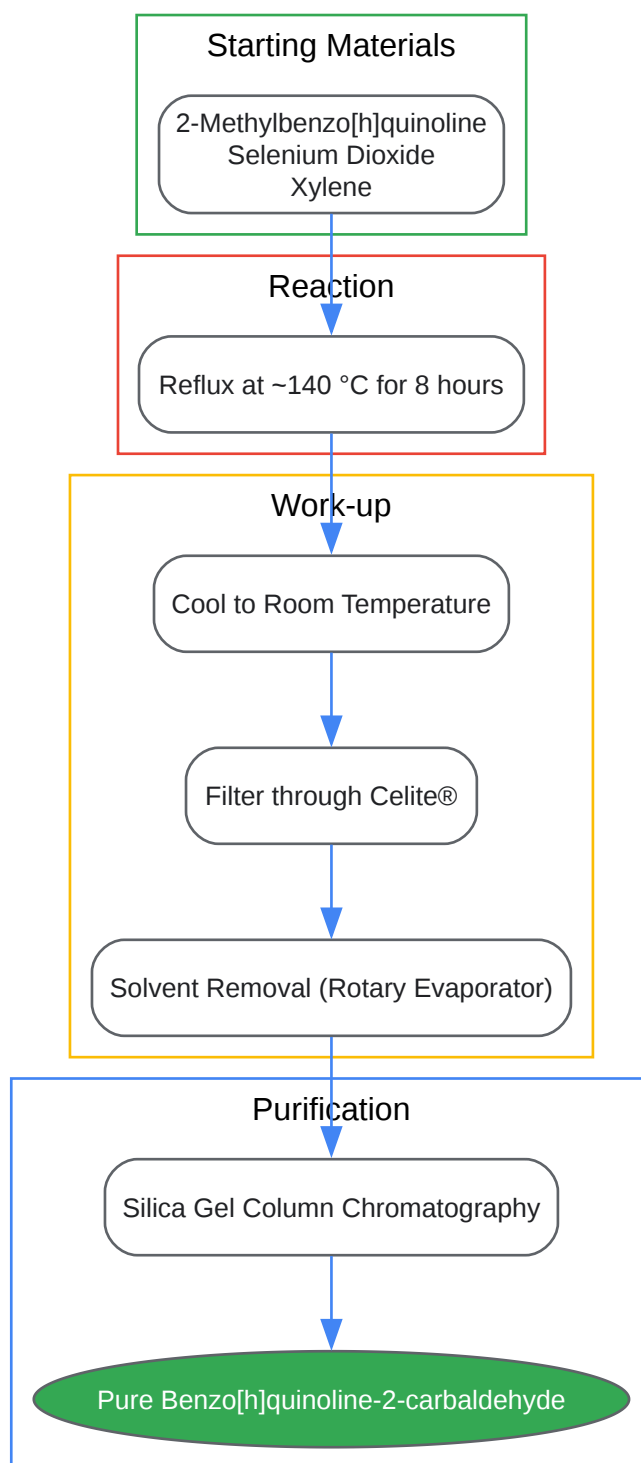 Starting Materials
2-Methylbenzo[h]quinoline
Selenium Dioxide
Xylene
Reaction
Reflux at ~140 °C for 8 hours
Work-up
Cool to Room Temperature
Filter through Celite®
Solvent Removal (Rotary Evaporator)
Purification
Silica Gel Column Chromatography
Pure Benzo[h]quinoline-2-carbaldehyde